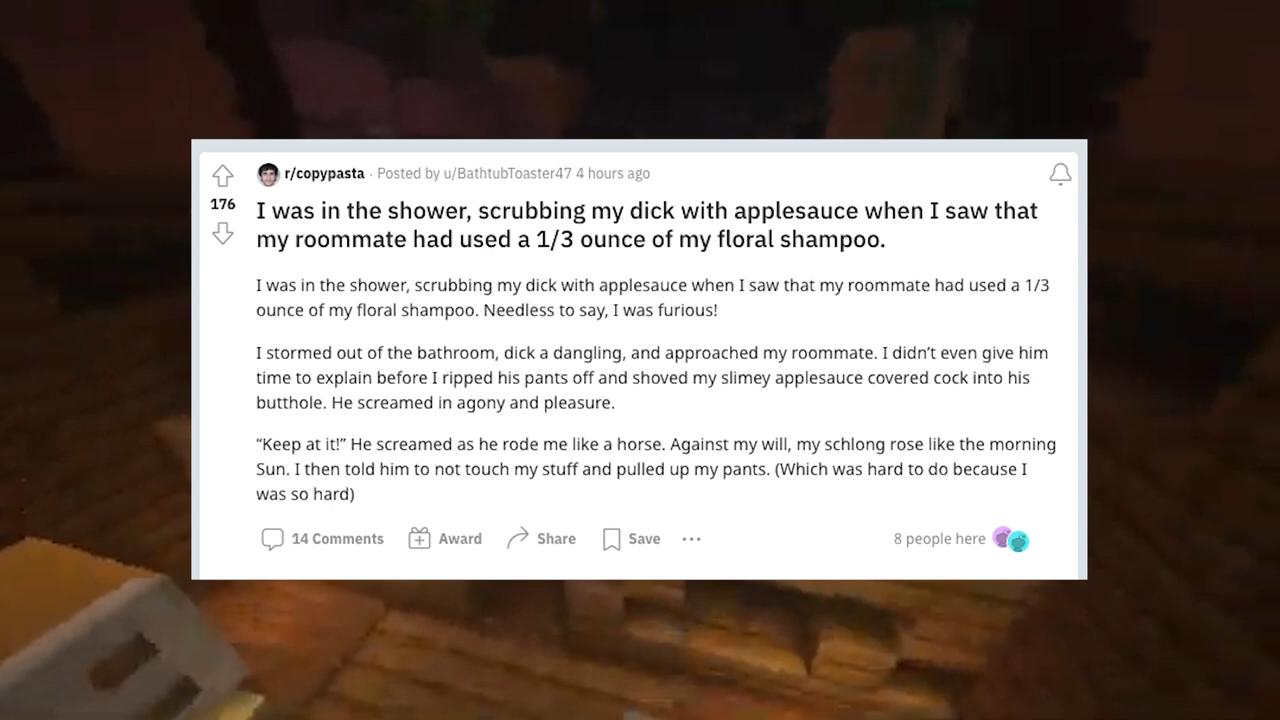 r/copypasta · Posted by u/BathtubToaster47 4 hours ago
176
I was in the shower, scrubbing my dick with applesauce when I saw that
my roommate had used a 1/3 ounce of my floral shampoo.
I was in the shower, scrubbing my dick with applesauce when I saw that my roommate had used a 1/3
ounce of my floral shampoo. Needless to say, I was furious!
I stormed out of the bathroom, dick a dangling, and approached my roommate. I didn’t even give him
time to explain before I ripped his pants off and shoved my slimey applesauce covered cock into his
butthole. He screamed in agony and pleasure.
“Keep at it!” He screamed as he rode me like a horse. Against my will, my schlong rose like the morning
Sun. I then told him to not touch my stuff and pulled up my pants. (Which was hard to do because I
was so hard)
14 Comments Award Share Save ··· 8 people here